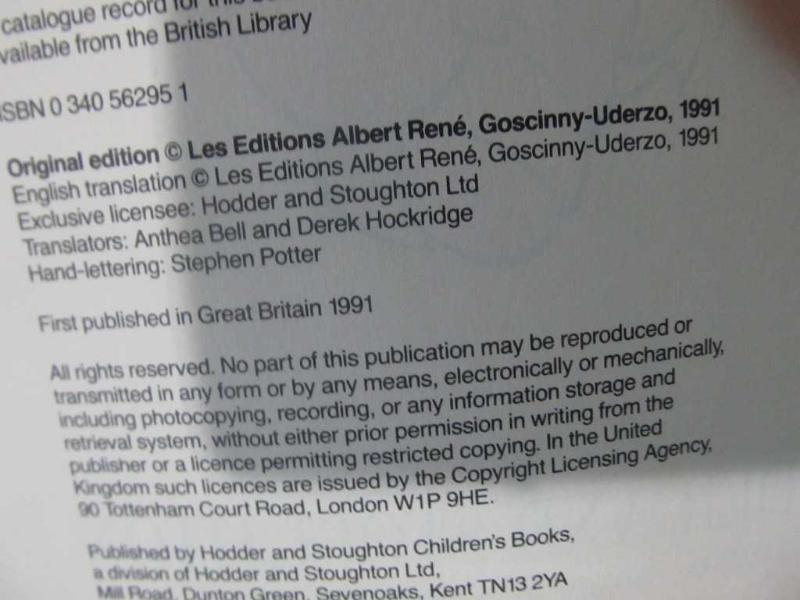 catalogue record for this
vailable from the British Library
ISBN 0 340 56295 1
Original edition © Les Editions Albert René, Goscinny-Uderzo, 1991
English translation © Les Editions Albert René, Goscinny-Uderzo, 1991
Exclusive licensee: Hodder and Stoughton Ltd
Translators: Anthea Bell and Derek Hockridge
Hand-lettering: Stephen Potter
First published in Great Britain 1991
All rights reserved. No part of this publication may be reproduced or
transmitted in any form or by any means, electronically or mechanically,
including photocopying, recording, or any information storage and
retrieval system, without either prior permission in writing from the
publisher or a licence permitting restricted copying. In the United
Kingdom such licences are issued by the Copyright Licensing Agency,
90 Tottenham Court Road, London W1P 9HE.
Published by Hodder and Stoughton Children's Books,
a division of Hodder and Stoughton Ltd,
Mill Road, Dunton Green, Sevenoaks, Kent TN13 2YA